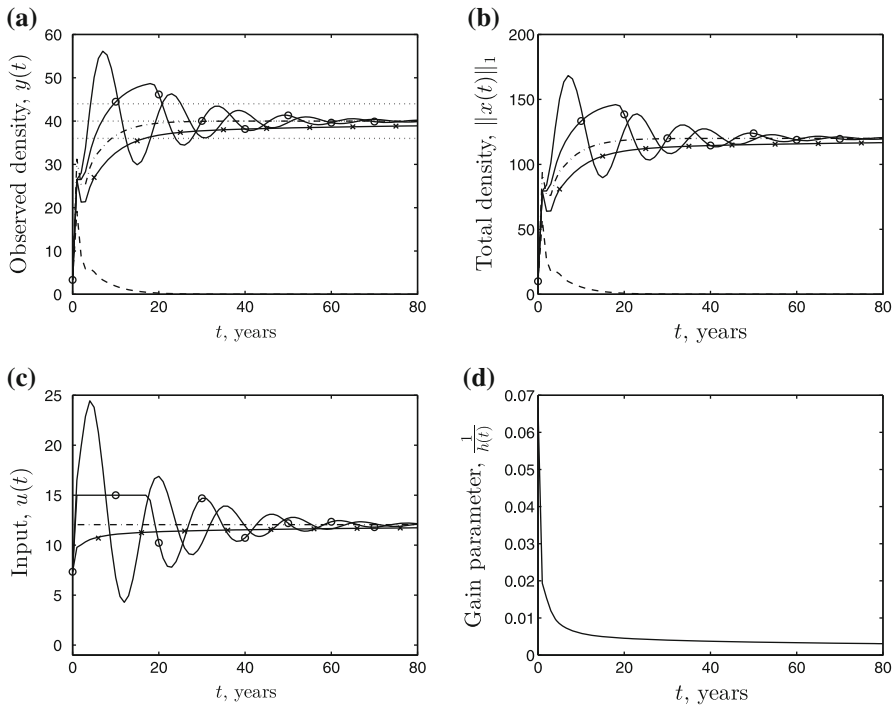 (a)
60
50
40
30
20
10
0
0 20 40 60 80
Observed density, y(t)
t, years
(b)
200
150
100
50
0
0 20 40 60 80
Total density, ‖x(t)‖₁
t, years
(c)
25
20
15
10
5
0
0 20 40 60 80
Input, u(t)
t, years
(d)
0.07
0.06
0.05
0.04
0.03
0.02
0.01
0
0 20 40 60 80
Gain parameter, 1/h(t)
t, years